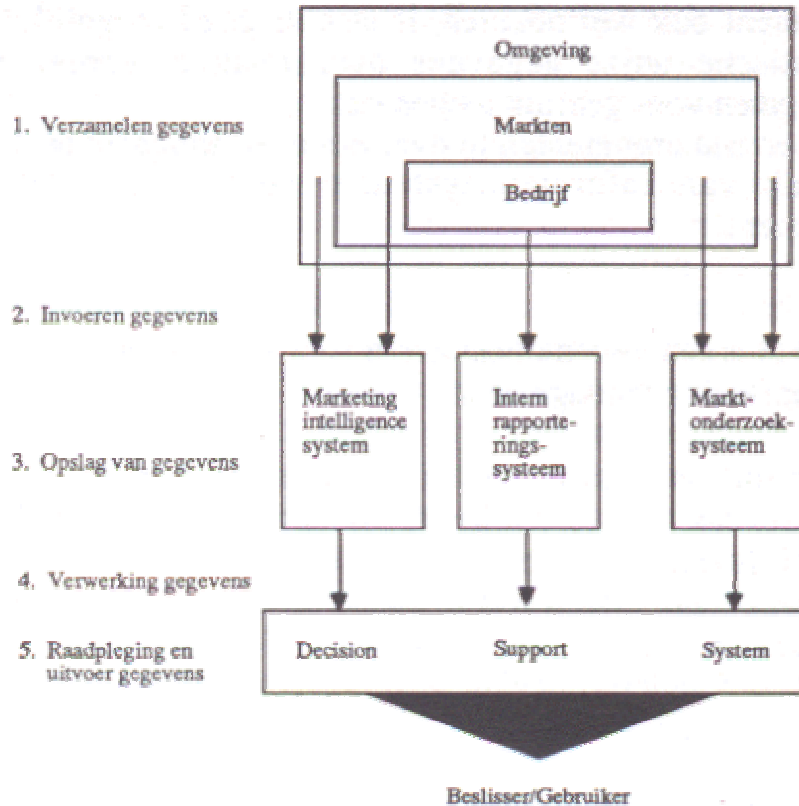 Omgeving
1. Verzamelen gegevens
Markten
Bedrijf
2. Invoeren gegevens
Marketing
intelligence
system
Intern
rapporte-
rings-
systeem
Markt-
onderzoek-
systeem
3. Opslag van gegevens
4. Verwerking gegevens
5. Raadpleging en
uitvoer gegevens
Decision Support System
Beslisser/Gebruiker